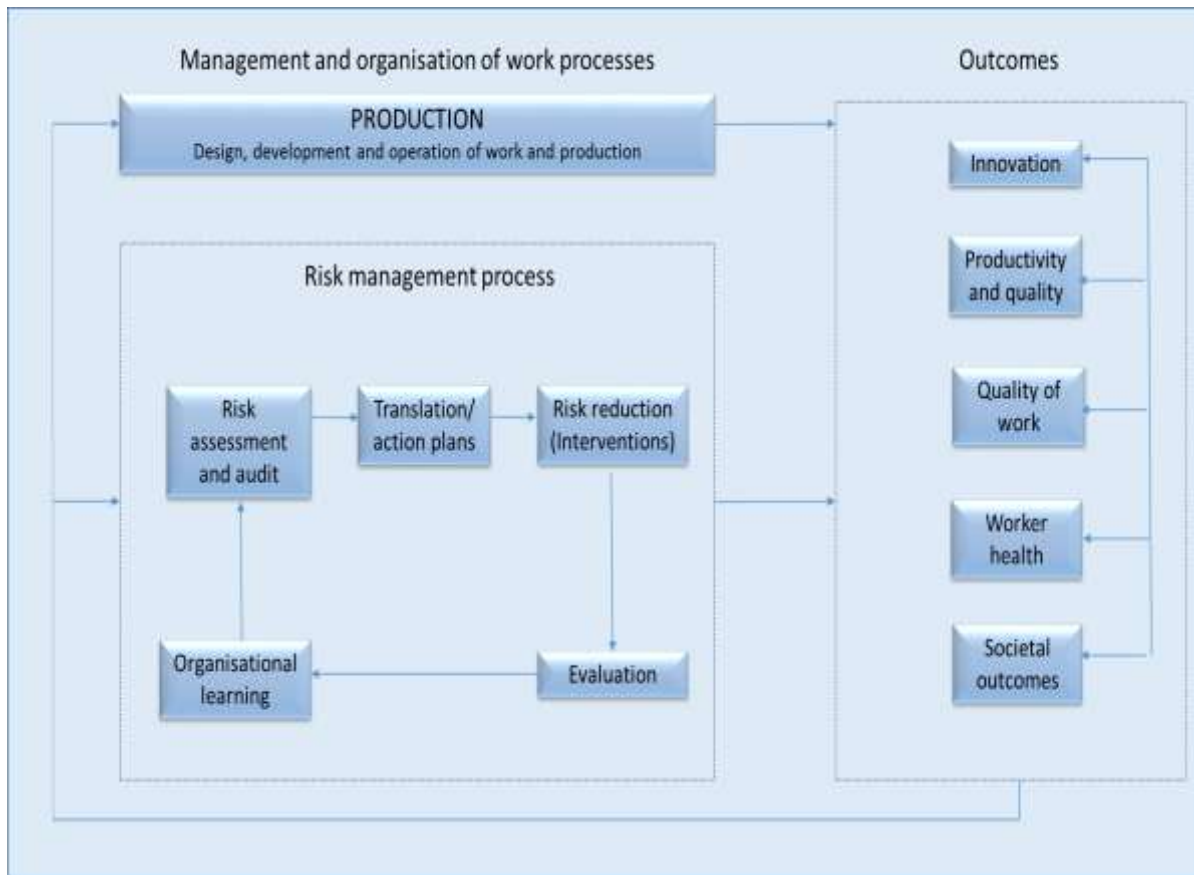 Management and organisation of work processes
Outcomes
PRODUCTION
Design, development and operation of work and production
Innovation
Productivity
and quality
Risk management process
Risk
assessment
and audit
Translation/
action plans
Risk reduction
(Interventions)
Quality of
work
Worker
health
Organisational
learning
Evaluation
Societal
outcomes